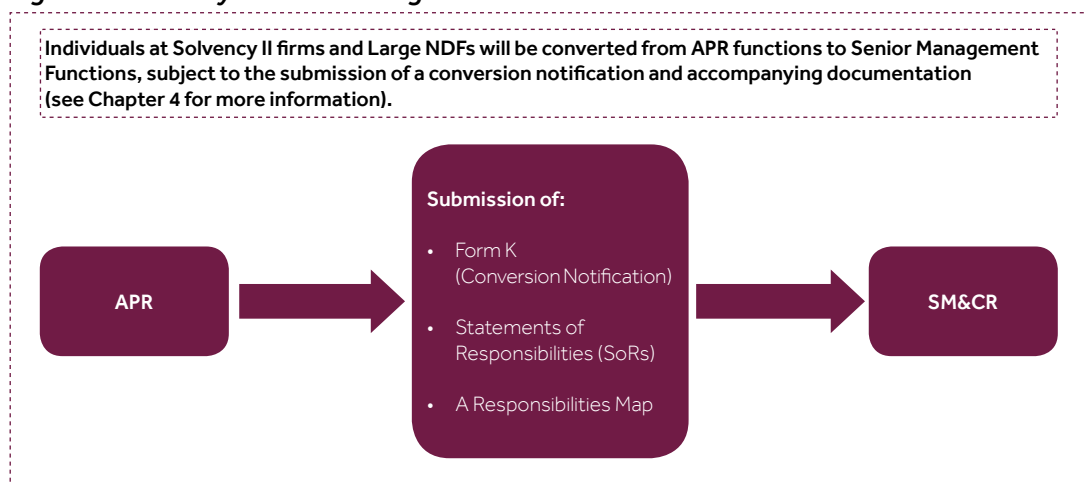 Individuals at Solvency II firms and Large NDFs will be converted from APR functions to Senior Management
Functions, subject to the submission of a conversion notification and accompanying documentation
(see Chapter 4 for more information).
Submission of:
• Form K
(Conversion Notification)
APR
SM&CR
• Statements of
Responsibilities (SoRs)
• A Responsibilities Map